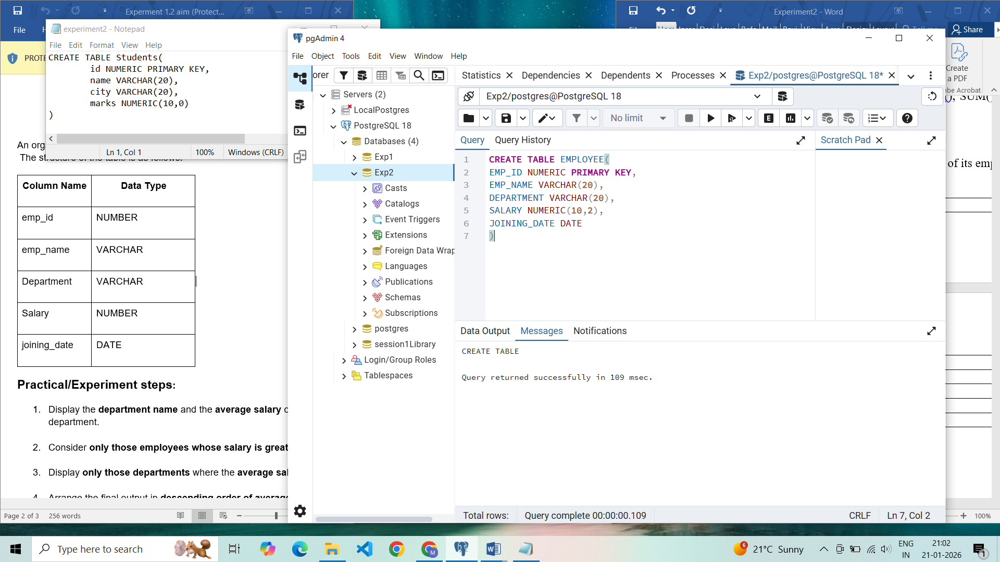 Experment 1.2 aim (Protect...
Experiment2 - Word
File
Share
experiment2 - Notepad
File Edit Format View Help
CREATE TABLE Students(
id NUMERIC PRIMARY KEY,
name VARCHAR(20),
city VARCHAR(20),
marks NUMERIC(10,0)
)
Ln 1, Col 1 100% Windows (CRLF)
PROTE
Create
a PDF
obe Acrobat
of its emp
An org
The structure of the table is as follows:
Column Name Data Type
emp_id NUMBER
emp_name VARCHAR
Department VARCHAR
Salary NUMBER
joining_date DATE
Practical/Experiment steps:
1. Display the department name and the average salary o
department.
2. Consider only those employees whose salary is great
3. Display only those departments where the average sal
4. Arrange the final output in descending order of average
Page 2 of 3 256 words
100%
pgAdmin 4
File Object Tools Edit View Window Help
orer
Servers (2)
LocalPostgres
PostgreSQL 18
Databases (4)
Exp1
Exp2
Casts
Catalogs
Event Triggers
Extensions
Foreign Data Wrap
Languages
Publications
Schemas
Subscriptions
postgres
session1Library
Login/Group Roles
Tablespaces
Statistics Dependencies Dependents Processes Exp2/postgres@PostgreSQL 18*
Exp2/postgres@PostgreSQL 18
No limit
E
Query Query History
Scratch Pad
1 CREATE TABLE EMPLOYEE(
2 EMP_ID NUMERIC PRIMARY KEY,
3 EMP_NAME VARCHAR(20),
4 DEPARTMENT VARCHAR(20),
5 SALARY NUMERIC(10,2),
6 JOINING_DATE DATE
7 )
Data Output Messages Notifications
CREATE TABLE
Query returned successfully in 109 msec.
Total rows: Query complete 00:00:00.109 CRLF Ln 7, Col 2
Type here to search
M
6
21°C Sunny
ENG
IN
21:02
21-01-2026
1